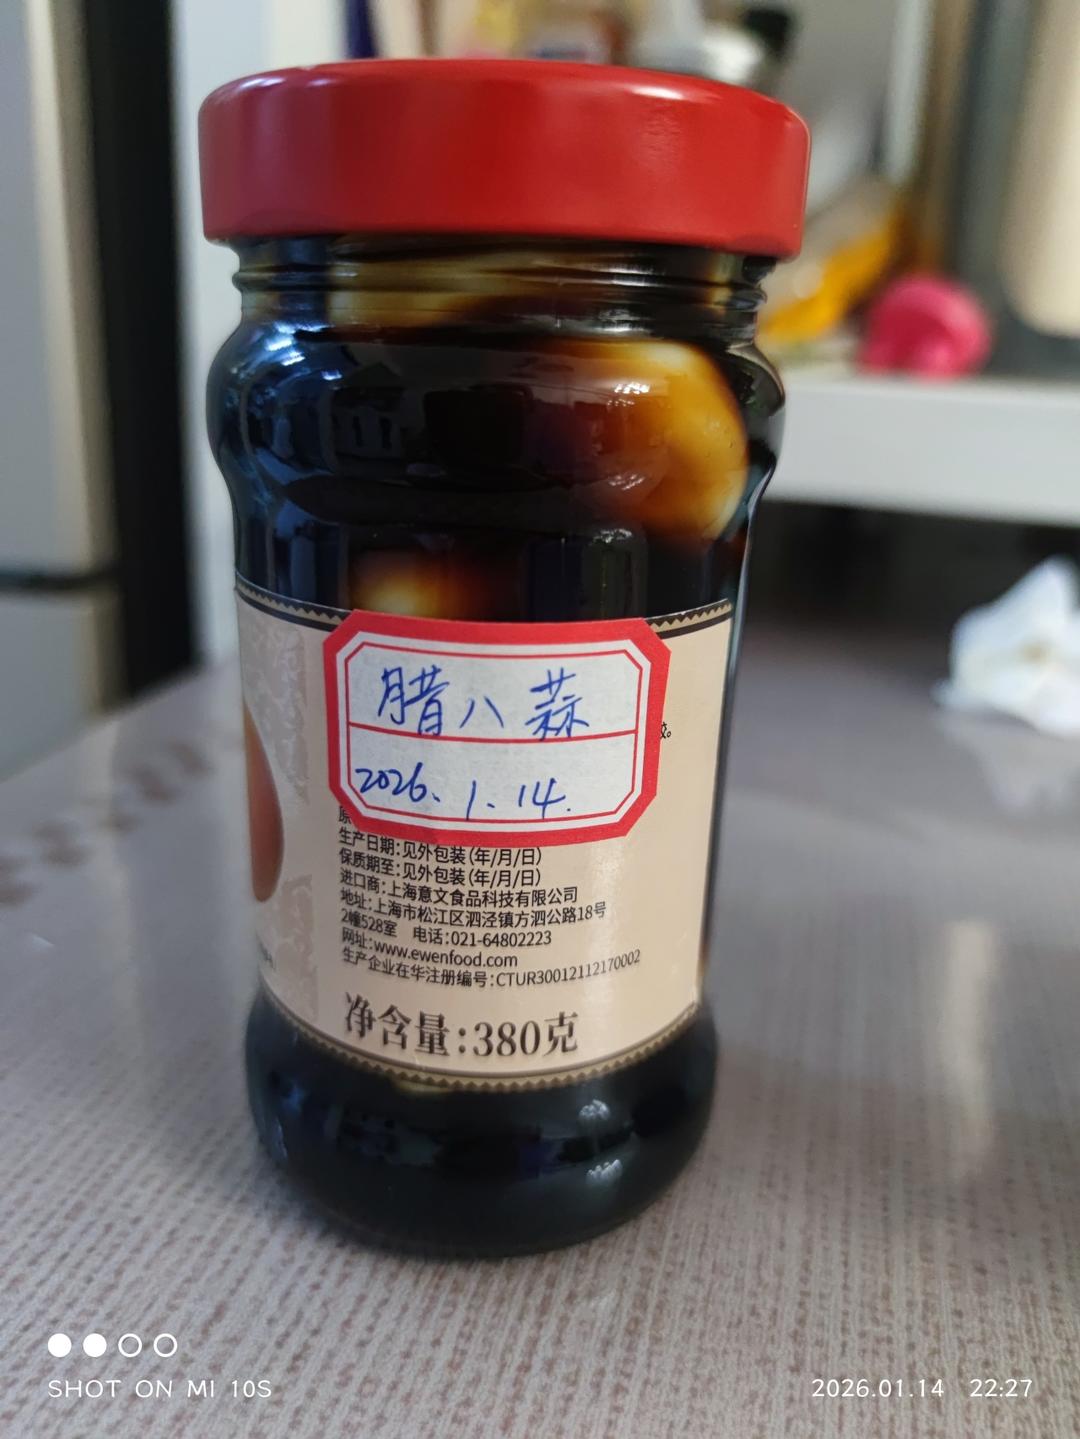 腊八蒜
2026.1.14.
生产日期:见外包装(年/月/日)
保质期至:见外包装(年/月/日)
进口商:上海意文食品科技有限公司
地址:上海市松江区泗泾镇方泗公路18号
2幢528室 电话:021-64802223
网址:www.ewenfood.com
生产企业在华注册编号:CTUR30012112170002
净含量:380克
SHOT ON MI 10S
2026.01.14 22:27